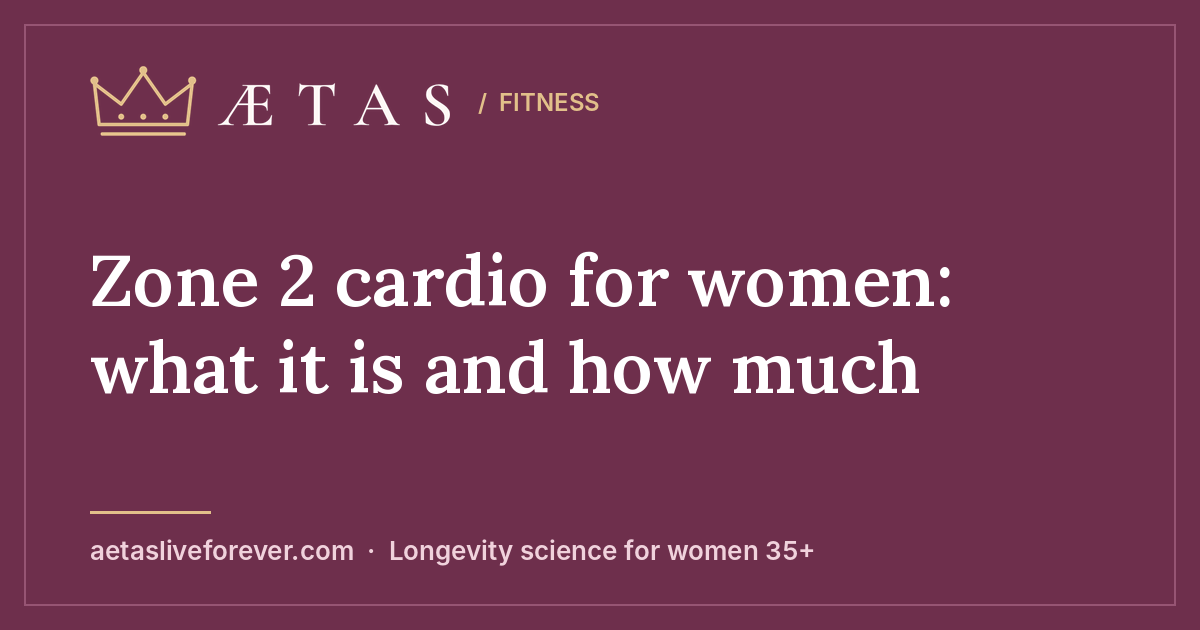 ÆTAS / FITNESS
Zone 2 cardio for women:
what it is and how much
aetasliveforever.com · Longevity science for women 35+